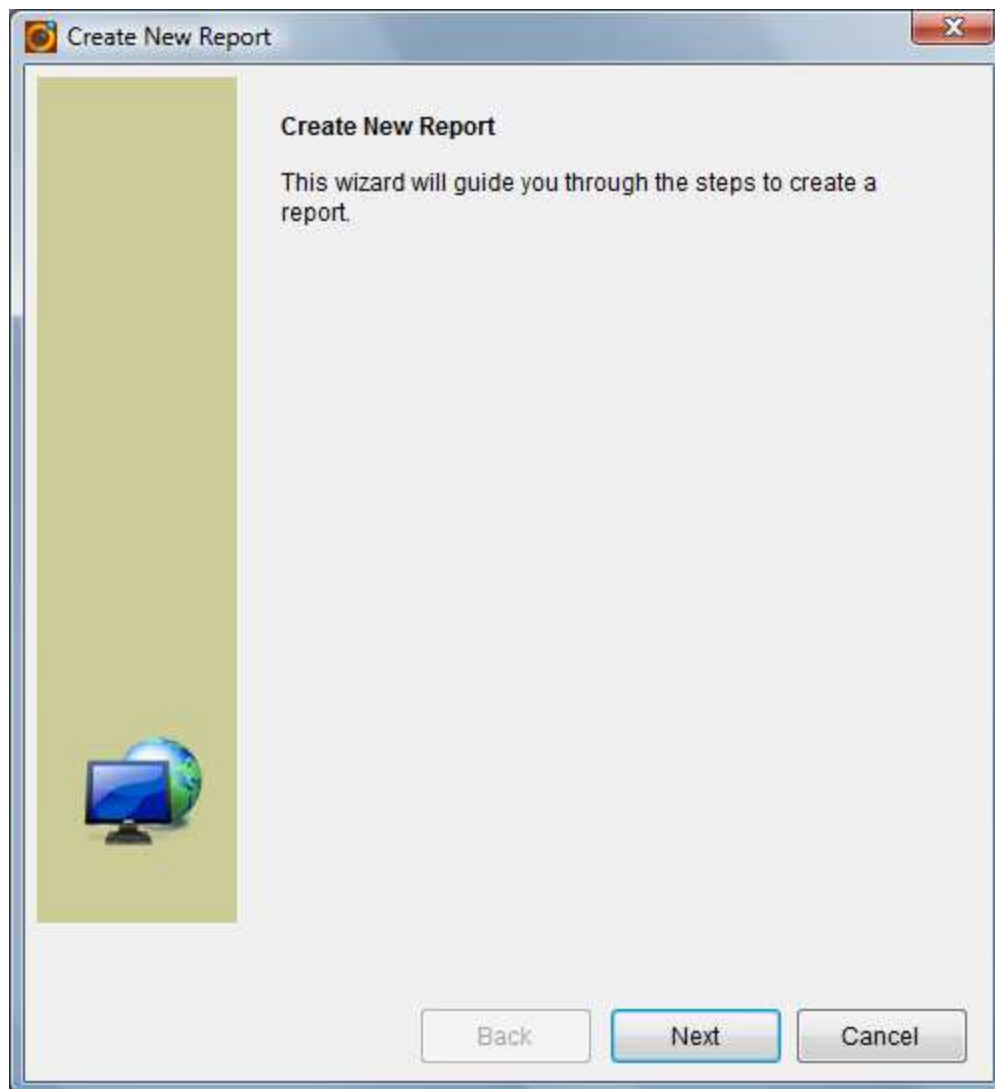 Create New Report
Create New Report
This wizard will guide you through the steps to create a
report.
Back
Next
Cancel